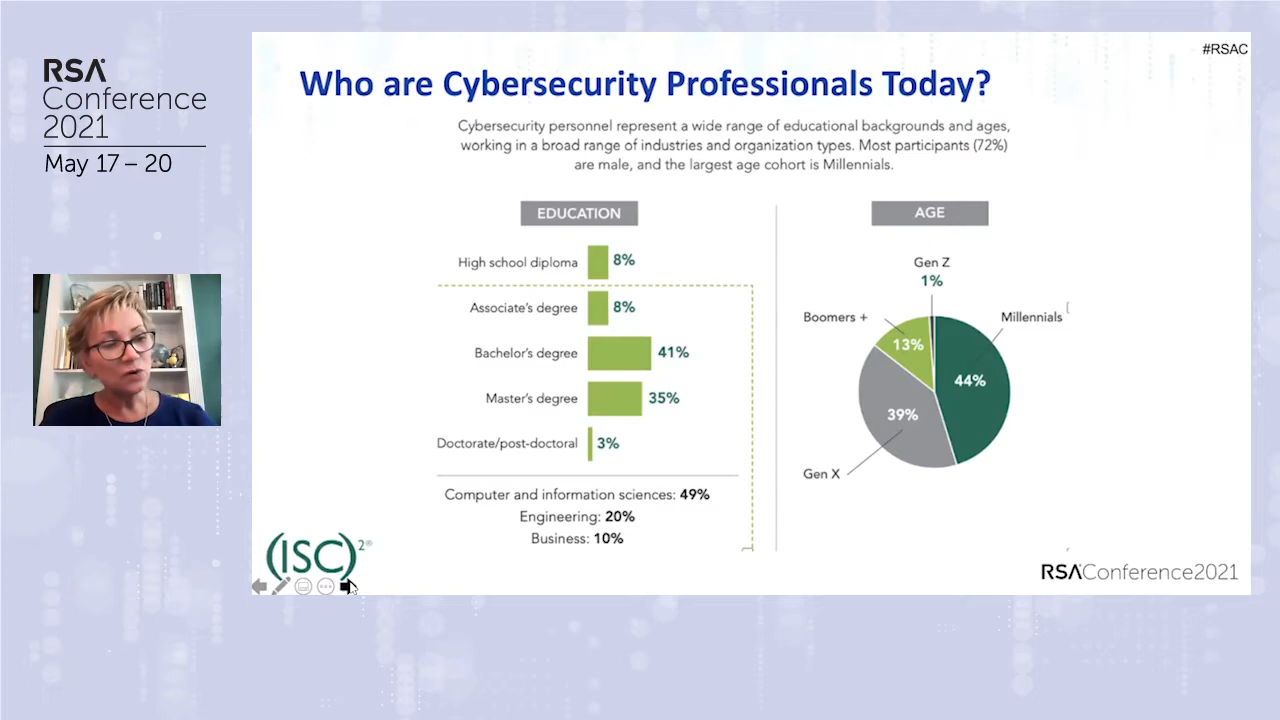 RSA
Conference
2021
May 17 – 20
#RSAC
Who are Cybersecurity Professionals Today?
Cybersecurity personnel represent a wide range of educational backgrounds and ages,
working in a broad range of industries and organization types. Most participants (72%)
are male, and the largest age cohort is Millennials.
EDUCATION
High school diploma 8%
Associate's degree 8%
Bachelor's degree 41%
Master's degree 35%
Doctorate/post-doctoral 3%
Computer and information sciences: 49%
Engineering: 20%
Business: 10%
AGE
Gen Z
1%
Boomers +
Millennials
13%
44%
39%
Gen X
(ISC)2®
RSAConference2021